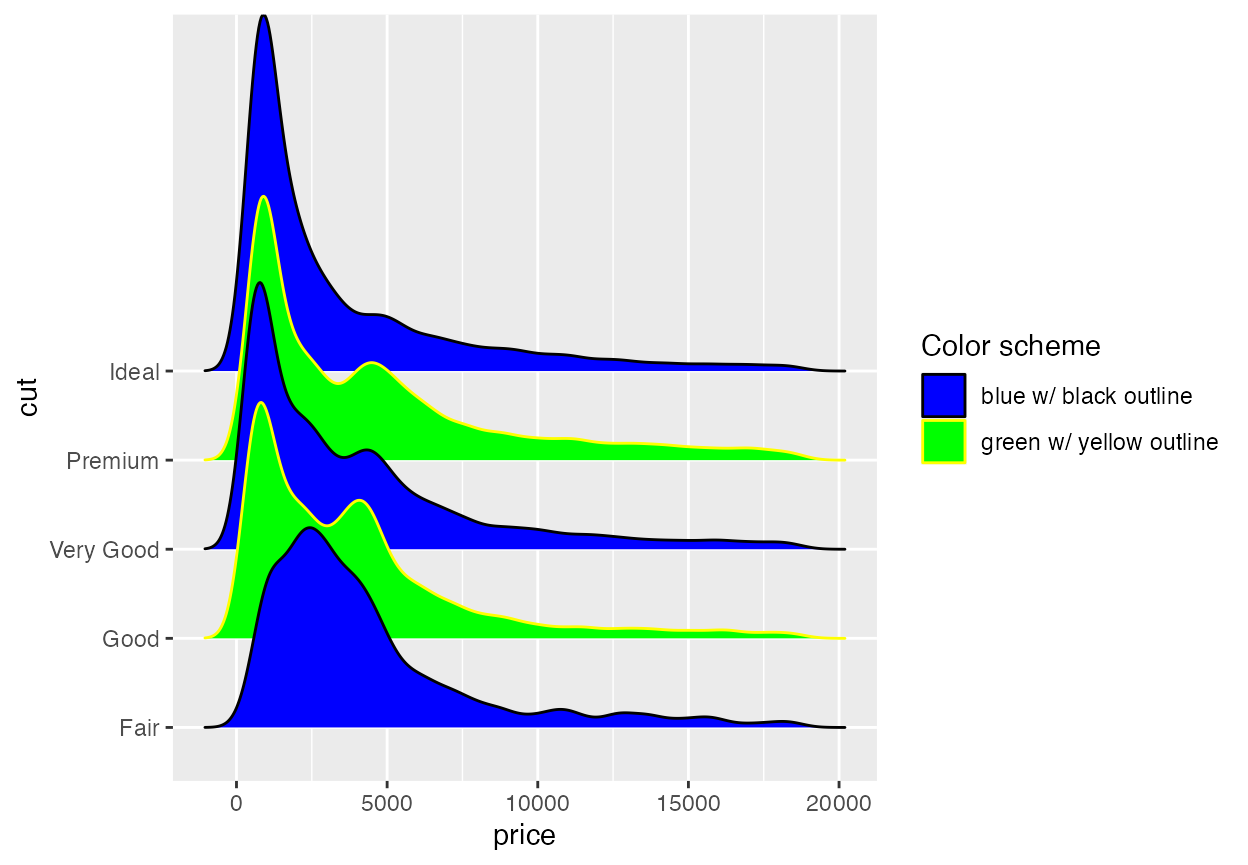 cut
Ideal
Premium
Very Good
Good
Fair
0 5000 10000 15000 20000
price
Color scheme
blue w/ black outline
green w/ yellow outline